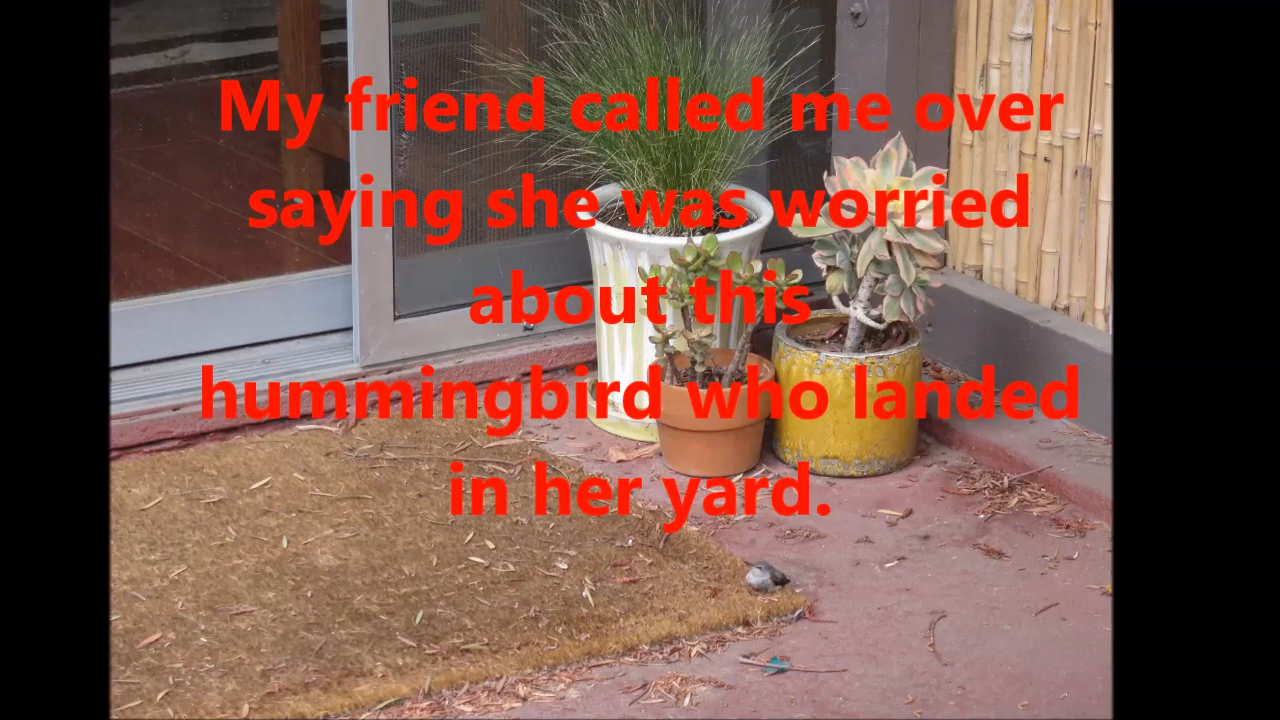 My friend called me over
saying she was worried
about this
hummingbird who landed
in her yard.